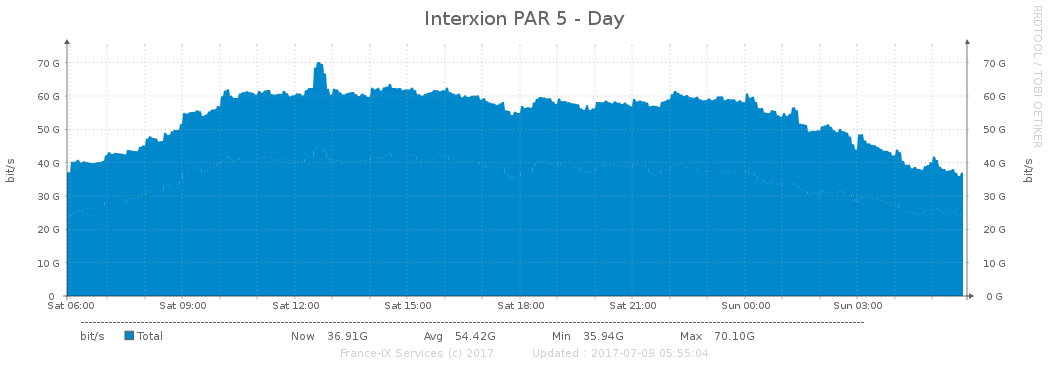 Interxion PAR 5 - Day
RRDTOOL / TOBI OETIKER
70 G 70 G
60 G 60 G
50 G 50 G
40 G 40 G
30 G 30 G
20 G 20 G
10 G 10 G
0 0 G
bit/s
bit/s
Sat 06:00 Sat 09:00 Sat 12:00 Sat 15:00 Sat 18:00 Sat 21:00 Sun 00:00 Sun 03:00
bit/s Total Now 36.91G Avg 54.42G Min 35.94G Max 70.10G
France-IX Services (c) 2017 Updated : 2017-07-09 05:55:04